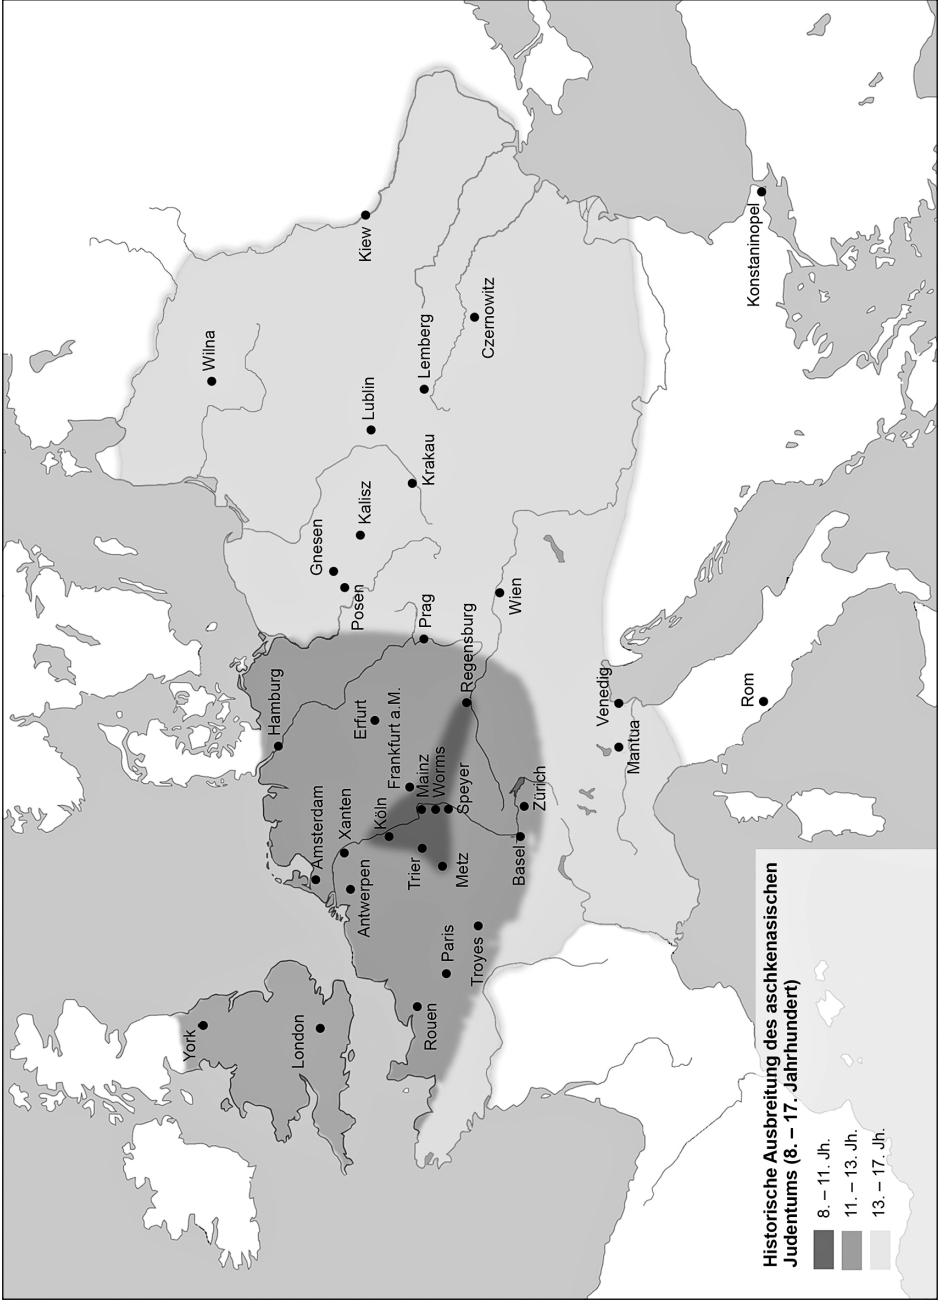 Historische Ausbreitung des aschkenasischen
Judentums (8. – 17. Jahrhundert)
8. – 11. Jh.
11. – 13. Jh.
13. – 17. Jh.
York
London
Rouen
Paris
Troyes
Amsterdam
Xanten
Antwerpen
Köln
Trier
Metz
Frankfurt a.M.
Mainz
Worms
Speyer
Basel
Zürich
Hamburg
Erfurt
Regensburg
Prag
Wien
Venedig
Mantua
Rom
Gnesen
Posen
Kalisz
Krakau
Lublin
Lemberg
Wilna
Czernowitz
Kiew
Konstaninopel